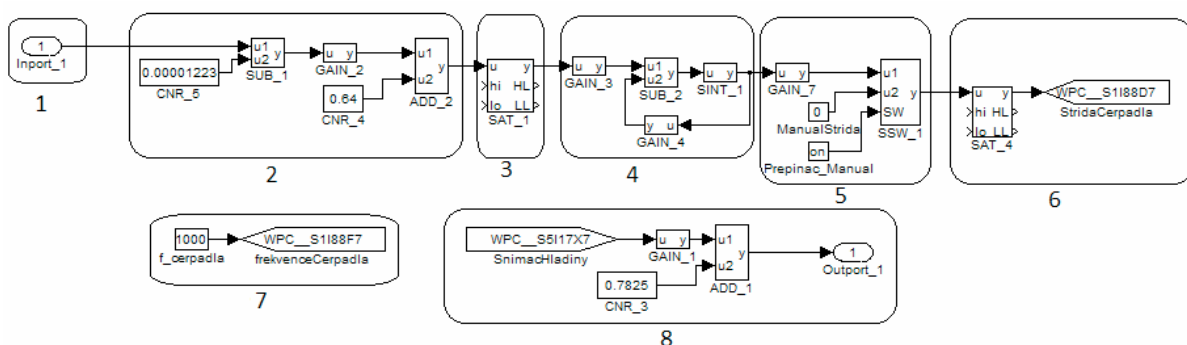 1
Inport_1
1
0.00001223
CNR_5
u1
u2
y
SUB_1
u y
GAIN_2
0.64
CNR_4
u1
u2
y
ADD_2
2
u y
hi HL
lo LL
SAT_1
3
u y
GAIN_3
u1
u2
y
SUB_2
u y
SINT_1
y u
GAIN_4
4
u y
GAIN_7
0
ManualStrida
on
Prepinac_Manual
u1
u2
SW
y
SSW_1
5
u y
hi HL
lo LL
SAT_4
WPC__S1I88D7
StridaCerpadla
6
1000
f_cerpadla
WPC__S1I88F7
frekvenceCerpadla
7
WPC__S5I17X7
SnimacHladiny
u y
GAIN_1
0.7825
CNR_3
u1
u2
y
ADD_1
1
Outport_1
8